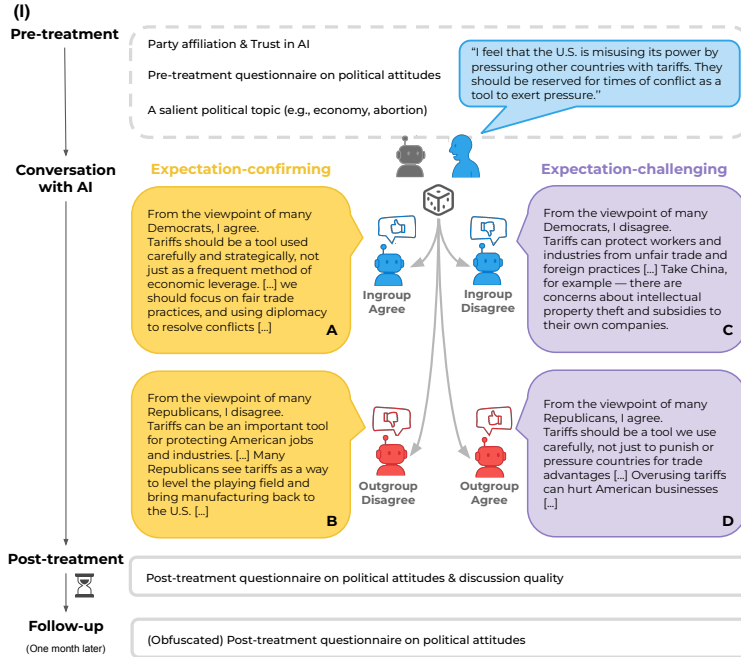 (I)
Pre-treatment
Party affiliation & Trust in AI
Pre-treatment questionnaire on political attitudes
A salient political topic (e.g., economy, abortion)
“I feel that the U.S. is misusing its power by
pressuring other countries with tariffs. They
should be reserved for times of conflict as a
tool to exert pressure.”
Conversation
with AI
Expectation-confirming
Expectation-challenging
From the viewpoint of many
Democrats, I agree.
Tariffs should be a tool used
carefully and strategically, not
just as a frequent method of
economic leverage. [...] we
should focus on fair trade
practices, and using diplomacy
to resolve conflicts [...]
A
Ingroup
Agree
Ingroup
Disagree
From the viewpoint of many
Democrats, I disagree.
Tariffs can protect workers and
industries from unfair trade and
foreign practices [...] Take China,
for example — there are
concerns about intellectual
property theft and subsidies to
their own companies.
C
From the viewpoint of many
Republicans, I disagree.
Tariffs can be an important tool
for protecting American jobs
and industries. [...] Many
Republicans see tariffs as a way
to level the playing field and
bring manufacturing back to
the U.S. [...]
B
Outgroup
Disagree
Outgroup
Agree
From the viewpoint of many
Republicans, I agree.
Tariffs should be a tool we use
carefully, not just to punish or
pressure countries for trade
advantages [...] Overusing tariffs
can hurt American businesses
[...]
D
Post-treatment
Post-treatment questionnaire on political attitudes & discussion quality
Follow-up
(One month later)
(Obfuscated) Post-treatment questionnaire on political attitudes